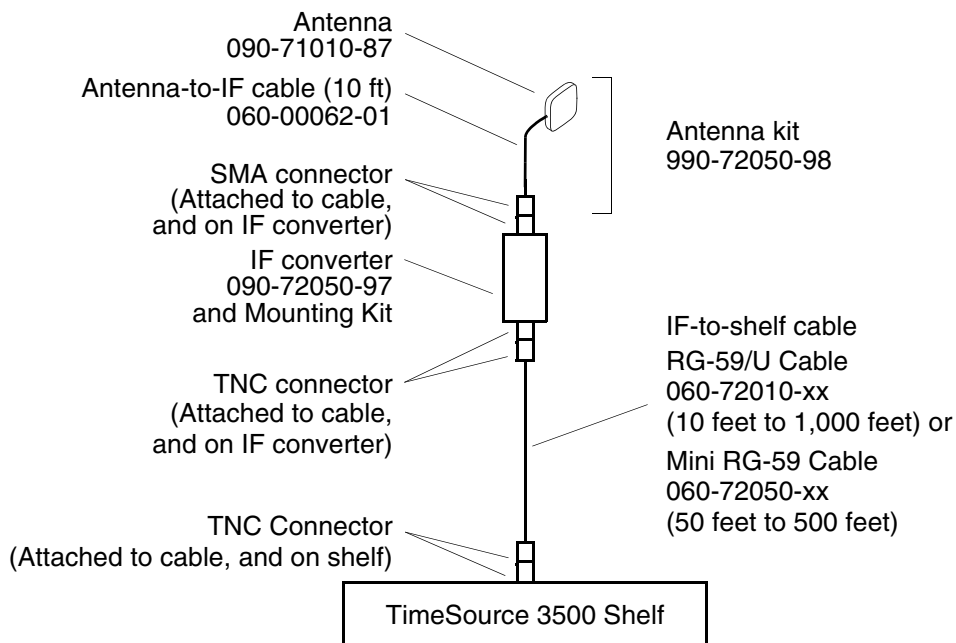 Antenna
090-71010-87
Antenna-to-IF cable (10 ft)
060-00062-01
Antenna kit
990-72050-98
SMA connector
(Attached to cable,
and on IF converter)
IF converter
090-72050-97
and Mounting Kit
IF-to-shelf cable
RG-59/U Cable
060-72010-xx
(10 feet to 1,000 feet) or
Mini RG-59 Cable
060-72050-xx
(50 feet to 500 feet)
TNC connector
(Attached to cable,
and on IF converter)
TNC Connector
(Attached to cable, and on shelf)
TimeSource 3500 Shelf